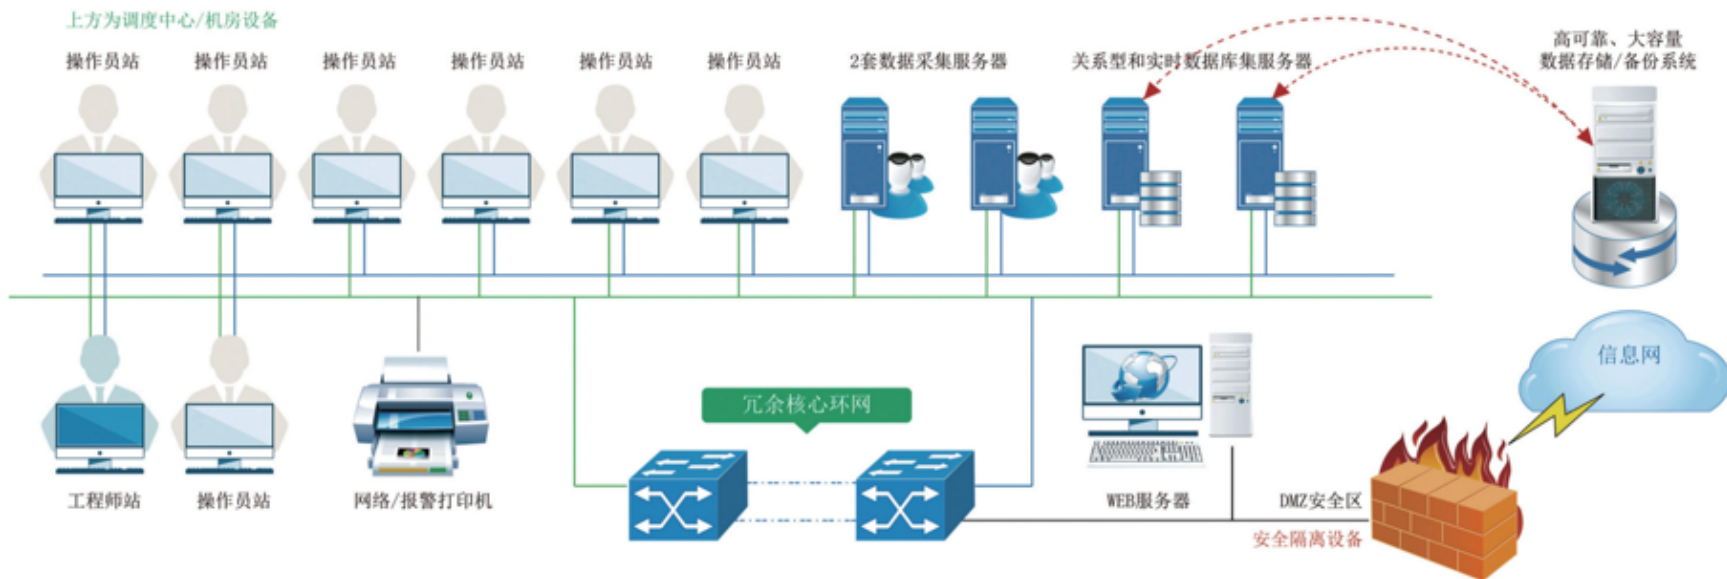 上方为调度中心/机房设备
操作员站
操作员站
操作员站
操作员站
操作员站
操作员站
2套数据采集服务器
关系型和实时数据库集服务器
高可靠、大容量
数据存储/备份系统
信息网
冗余核心环网
工程师站
操作员站
网络/报警打印机
WEB服务器
DMZ安全区
安全隔离设备